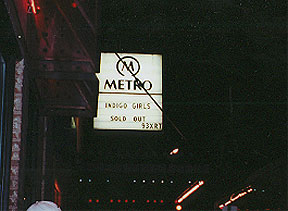 M
METRO
INDIGO GIRLS
SOLD OUT
93XRT